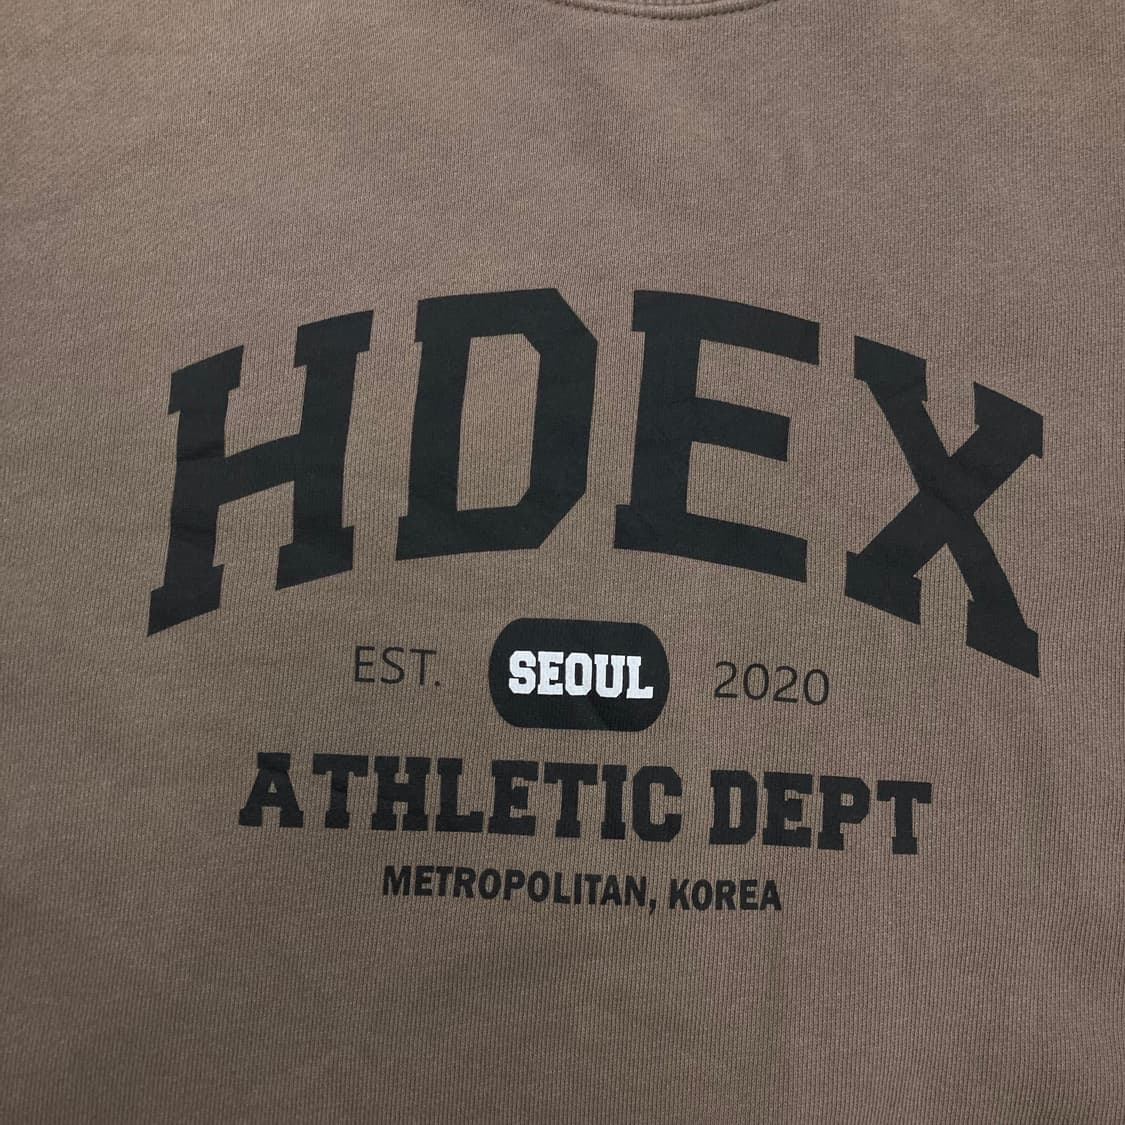 HDEX
EST. SEOUL 2020
ATHLETIC DEPT
METROPOLITAN, KOREA